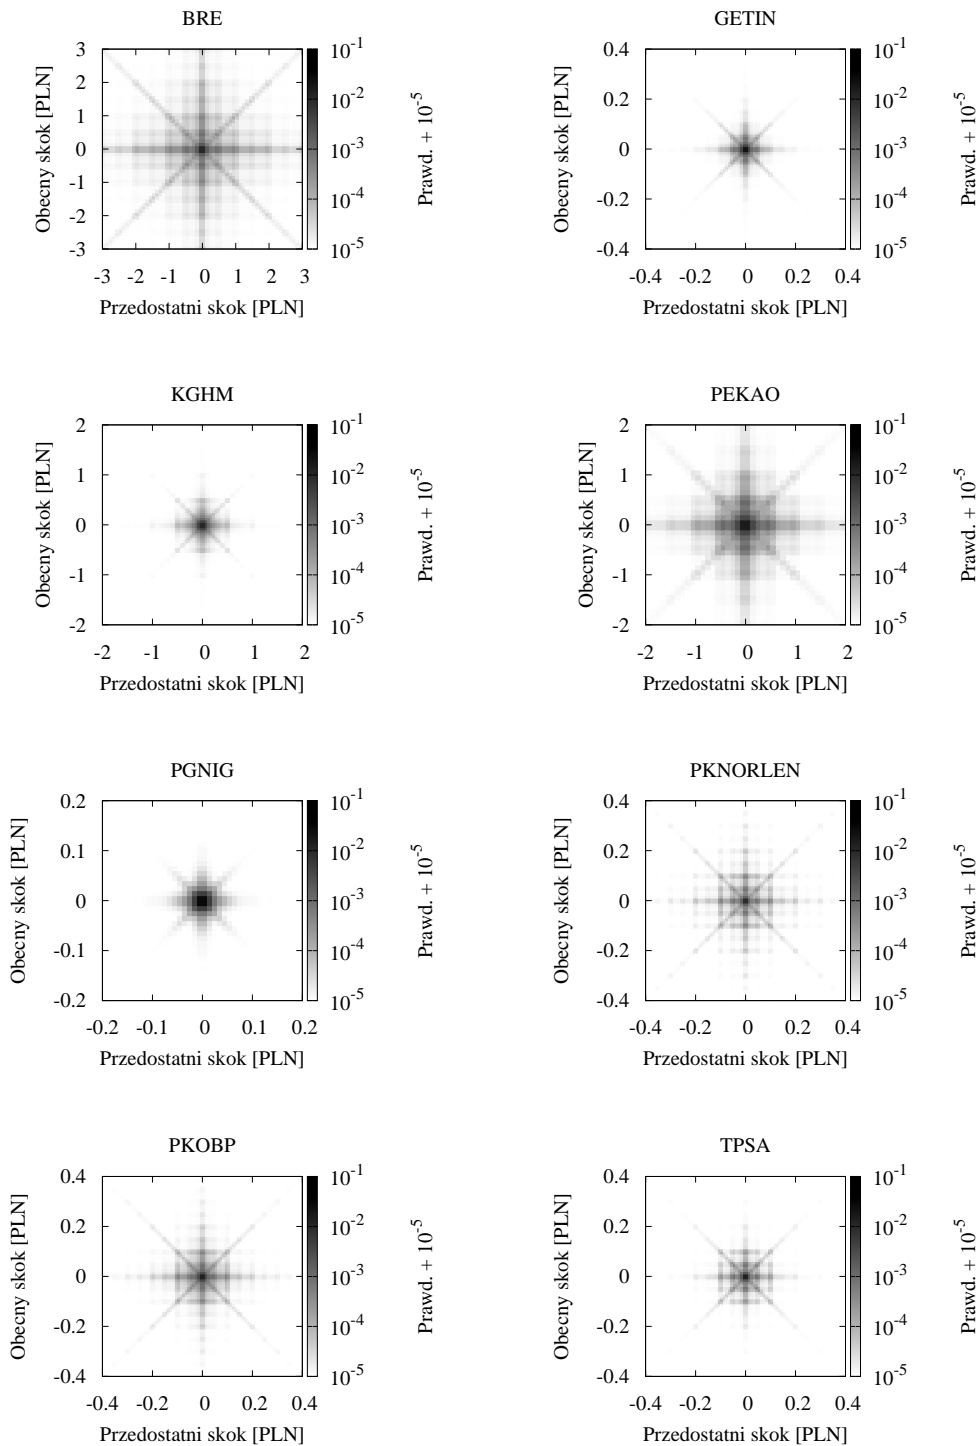 BRE
3
2
1
0
-1
-2
-3
-3 -2 -1 0 1 2 3
Obecny skok [PLN]
Przedostatni skok [PLN]
10-1
10-2
10-3
10-4
10-5
Prawd. + 10-5
GETIN
0.4
0.2
0
-0.2
-0.4
-0.4 -0.2 0 0.2 0.4
Obecny skok [PLN]
Przedostatni skok [PLN]
10-1
10-2
10-3
10-4
10-5
Prawd. + 10-5
KGHM
2
1
0
-1
-2
-2 -1 0 1 2
Obecny skok [PLN]
Przedostatni skok [PLN]
10-1
10-2
10-3
10-4
10-5
Prawd. + 10-5
PEKAO
2
1
0
-1
-2
-2 -1 0 1 2
Obecny skok [PLN]
Przedostatni skok [PLN]
10-1
10-2
10-3
10-4
10-5
Prawd. + 10-5
PGNIG
0.2
0.1
0
-0.1
-0.2
-0.2 -0.1 0 0.1 0.2
Obecny skok [PLN]
Przedostatni skok [PLN]
10-1
10-2
10-3
10-4
10-5
Prawd. + 10-5
PKNORLEN
0.4
0.2
0
-0.2
-0.4
-0.4 -0.2 0 0.2 0.4
Obecny skok [PLN]
Przedostatni skok [PLN]
10-1
10-2
10-3
10-4
10-5
Prawd. + 10-5
PKOBP
0.4
0.2
0
-0.2
-0.4
-0.4 -0.2 0 0.2 0.4
Obecny skok [PLN]
Przedostatni skok [PLN]
10-1
10-2
10-3
10-4
10-5
Prawd. + 10-5
TPSA
0.4
0.2
0
-0.2
-0.4
-0.4 -0.2 0 0.2 0.4
Obecny skok [PLN]
Przedostatni skok [PLN]
10-1
10-2
10-3
10-4
10-5
Prawd. + 10-5